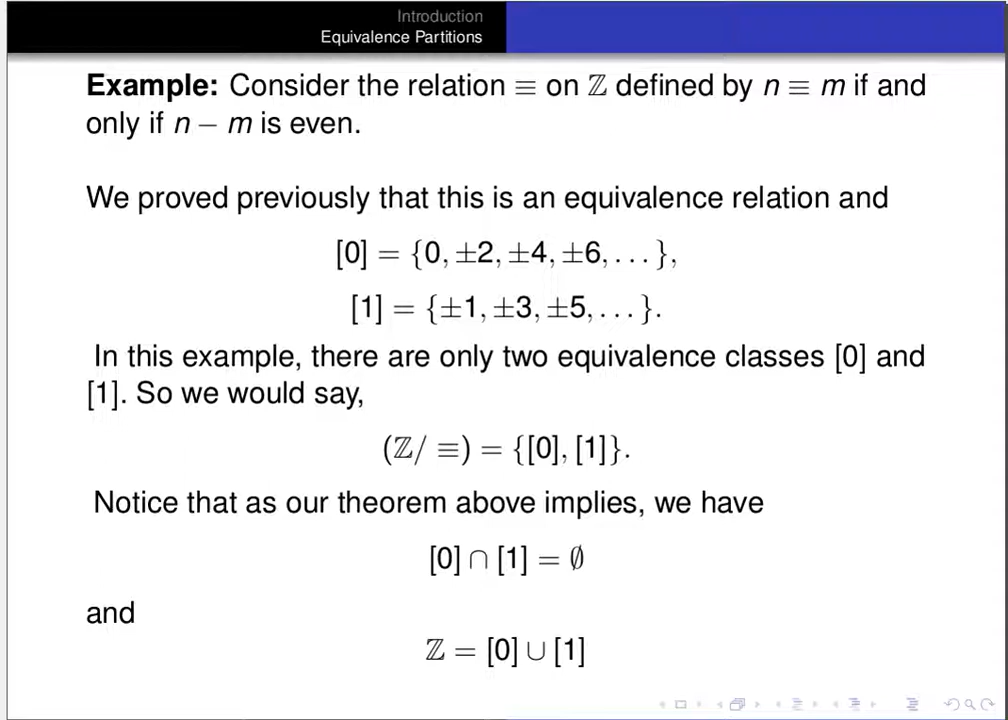 Introduction
Equivalence Partitions
Example: Consider the relation ≡ on ℤ defined by n ≡ m if and
only if n − m is even.
We proved previously that this is an equivalence relation and
[0] = {0, ±2, ±4, ±6, . . . },
[1] = {±1, ±3, ±5, . . . }.
In this example, there are only two equivalence classes [0] and
[1]. So we would say,
(ℤ/ ≡) = {[0], [1]}.
Notice that as our theorem above implies, we have
[0] ∩ [1] = ∅
and
ℤ = [0] ∪ [1]